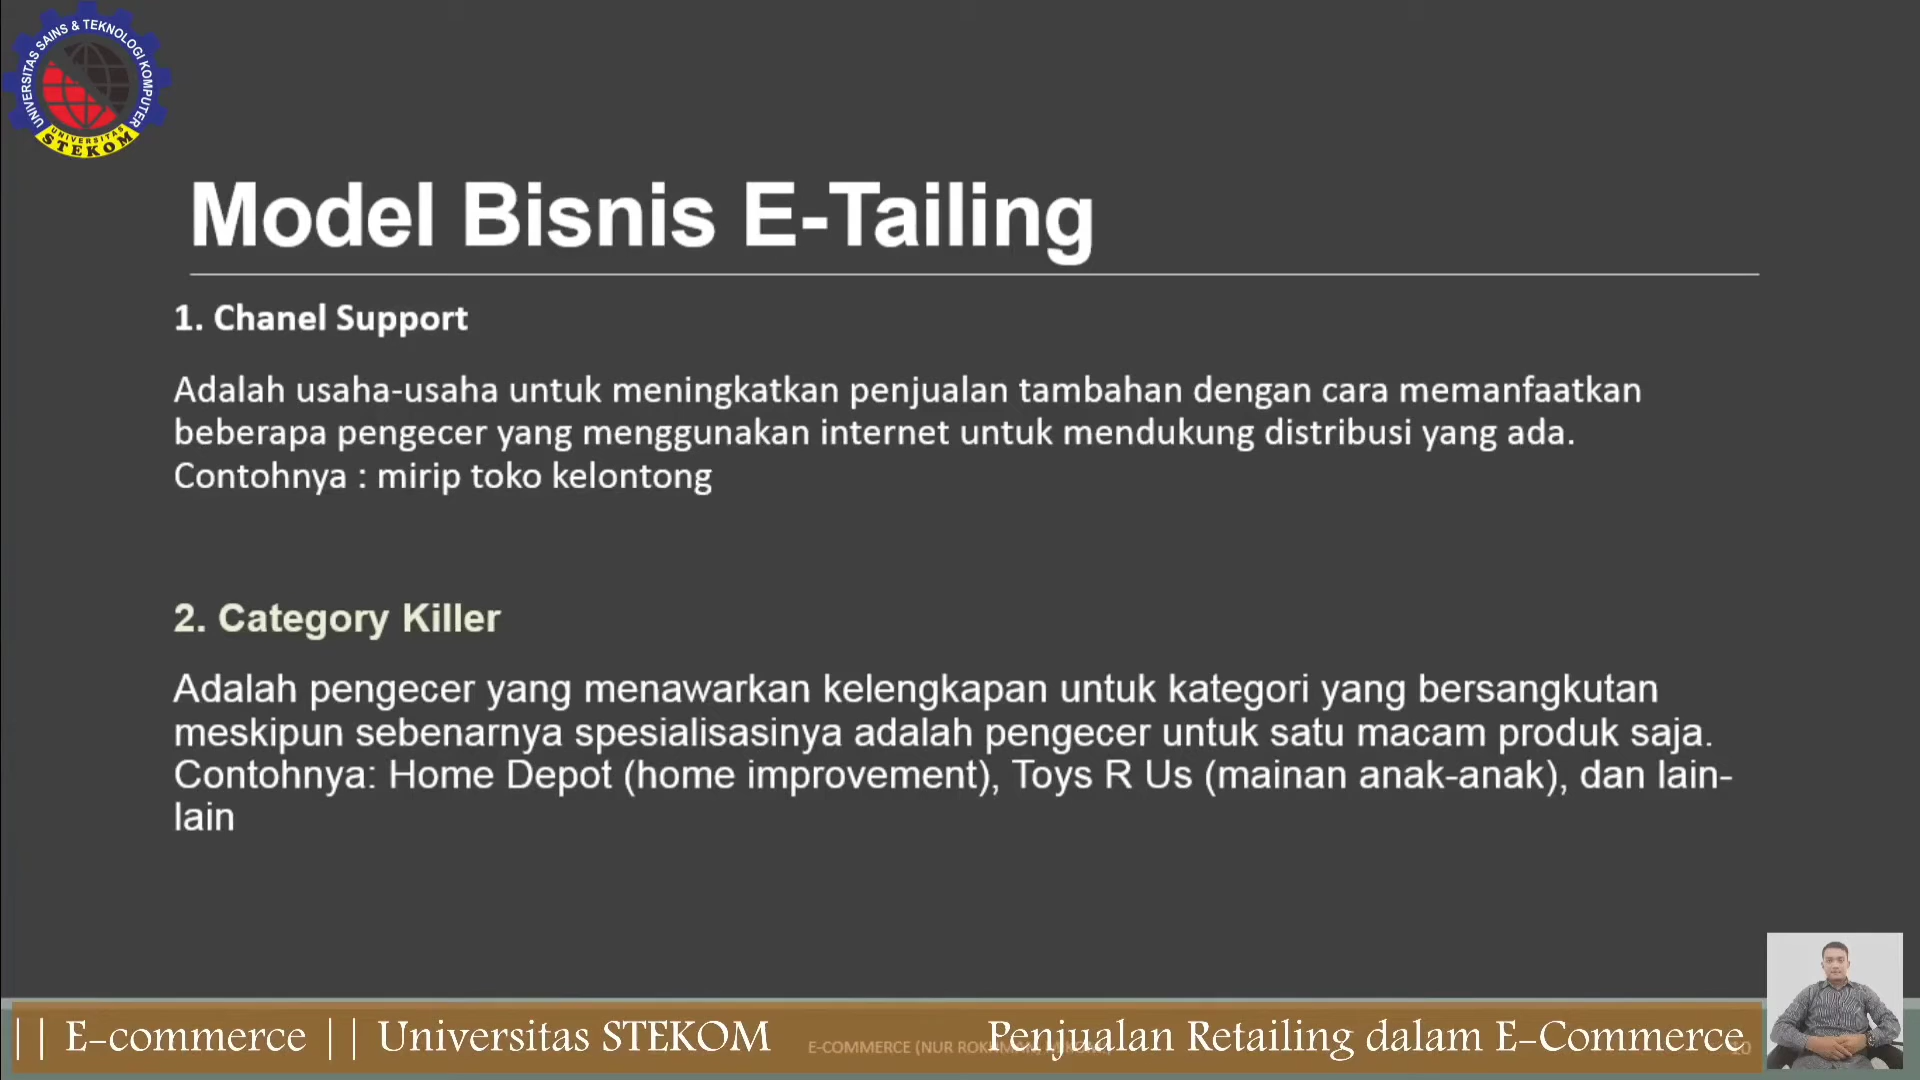 UNIVERSITAS SAINS & TEKNOLOGI KOMPUTER
UNIVERSITAS
STEKOM
Model Bisnis E-Tailing
1. Chanel Support
Adalah usaha-usaha untuk meningkatkan penjualan tambahan dengan cara memanfaatkan
beberapa pengecer yang menggunakan internet untuk mendukung distribusi yang ada.
Contohnya : mirip toko kelontong
2. Category Killer
Adalah pengecer yang menawarkan kelengkapan untuk kategori yang bersangkutan
meskipun sebenarnya spesialisasinya adalah pengecer untuk satu macam produk saja.
Contohnya: Home Depot (home improvement), Toys R Us (mainan anak-anak), dan lain-
lain
|| E-commerce || Universitas STEKOM
E-COMMERCE (NUR
Penjualan Retailing dalam E-Commerce